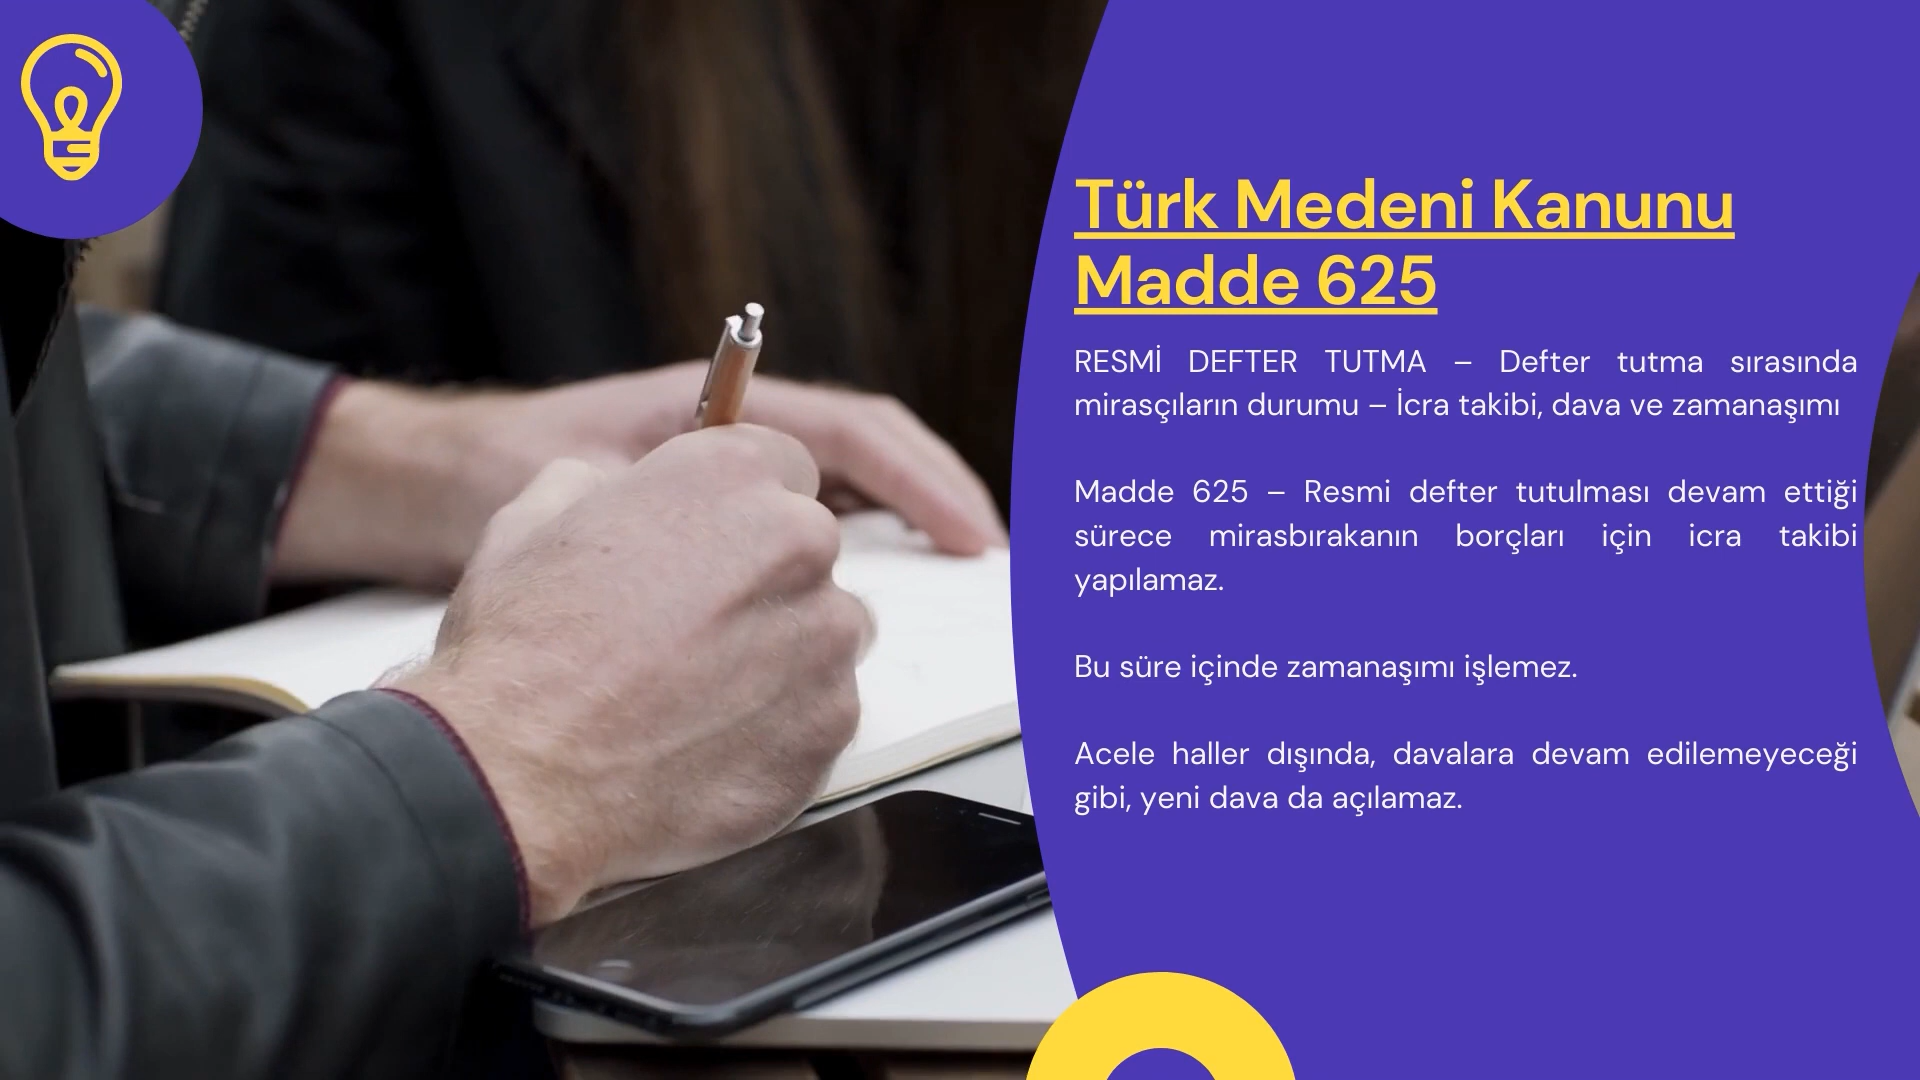 Türk Medeni Kanunu
Madde 625
RESMİ DEFTER TUTMA – Defter tutma sırasında
mirasçıların durumu – İcra takibi, dava ve zamanaşımı
Madde 625 – Resmi defter tutulması devam ettiği
sürece mirasbırakanın borçları için icra takibi
yapılamaz.
Bu süre içinde zamanaşımı işlemez.
Acele haller dışında, davalara devam edilemeyeceği
gibi, yeni dava da açılamaz.